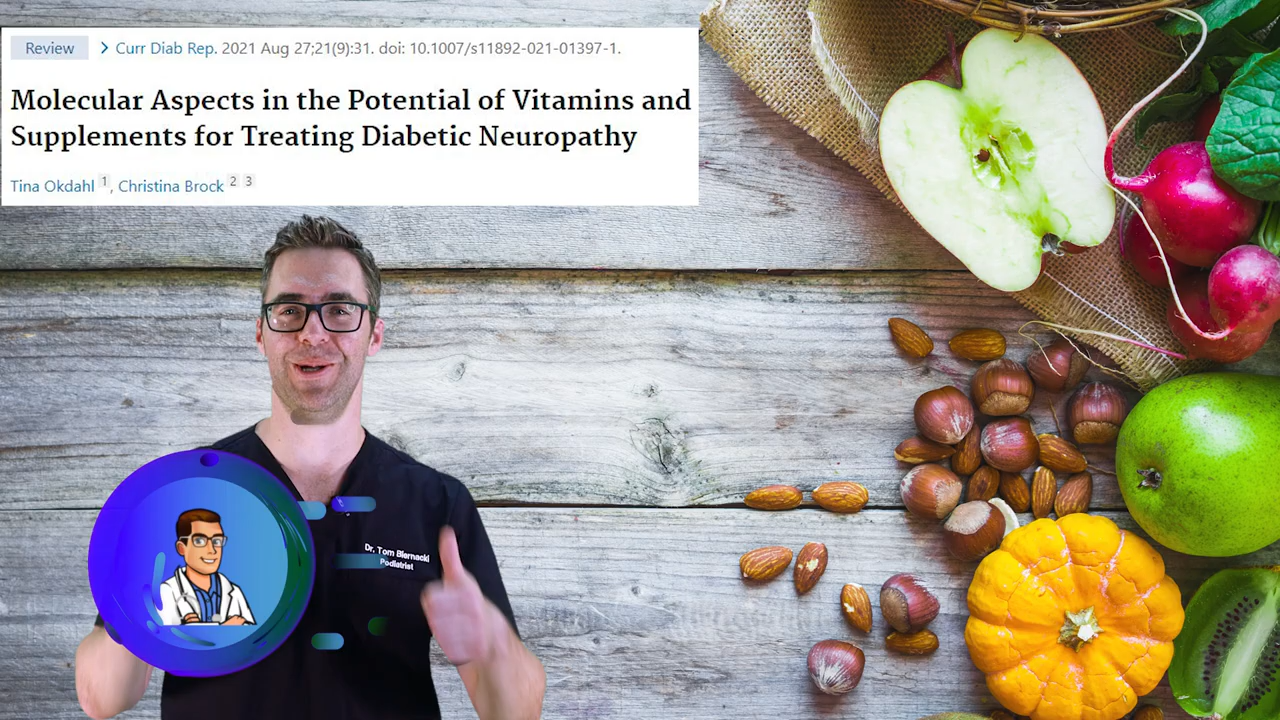 Review > Curr Diab Rep. 2021 Aug 27;21(9):31. doi: 10.1007/s11892-021-01397-1.
Molecular Aspects in the Potential of Vitamins and
Supplements for Treating Diabetic Neuropathy
Tina Okdahl 1, Christina Brock 2 3
Dr. Tom Biernacki
Podiatrist